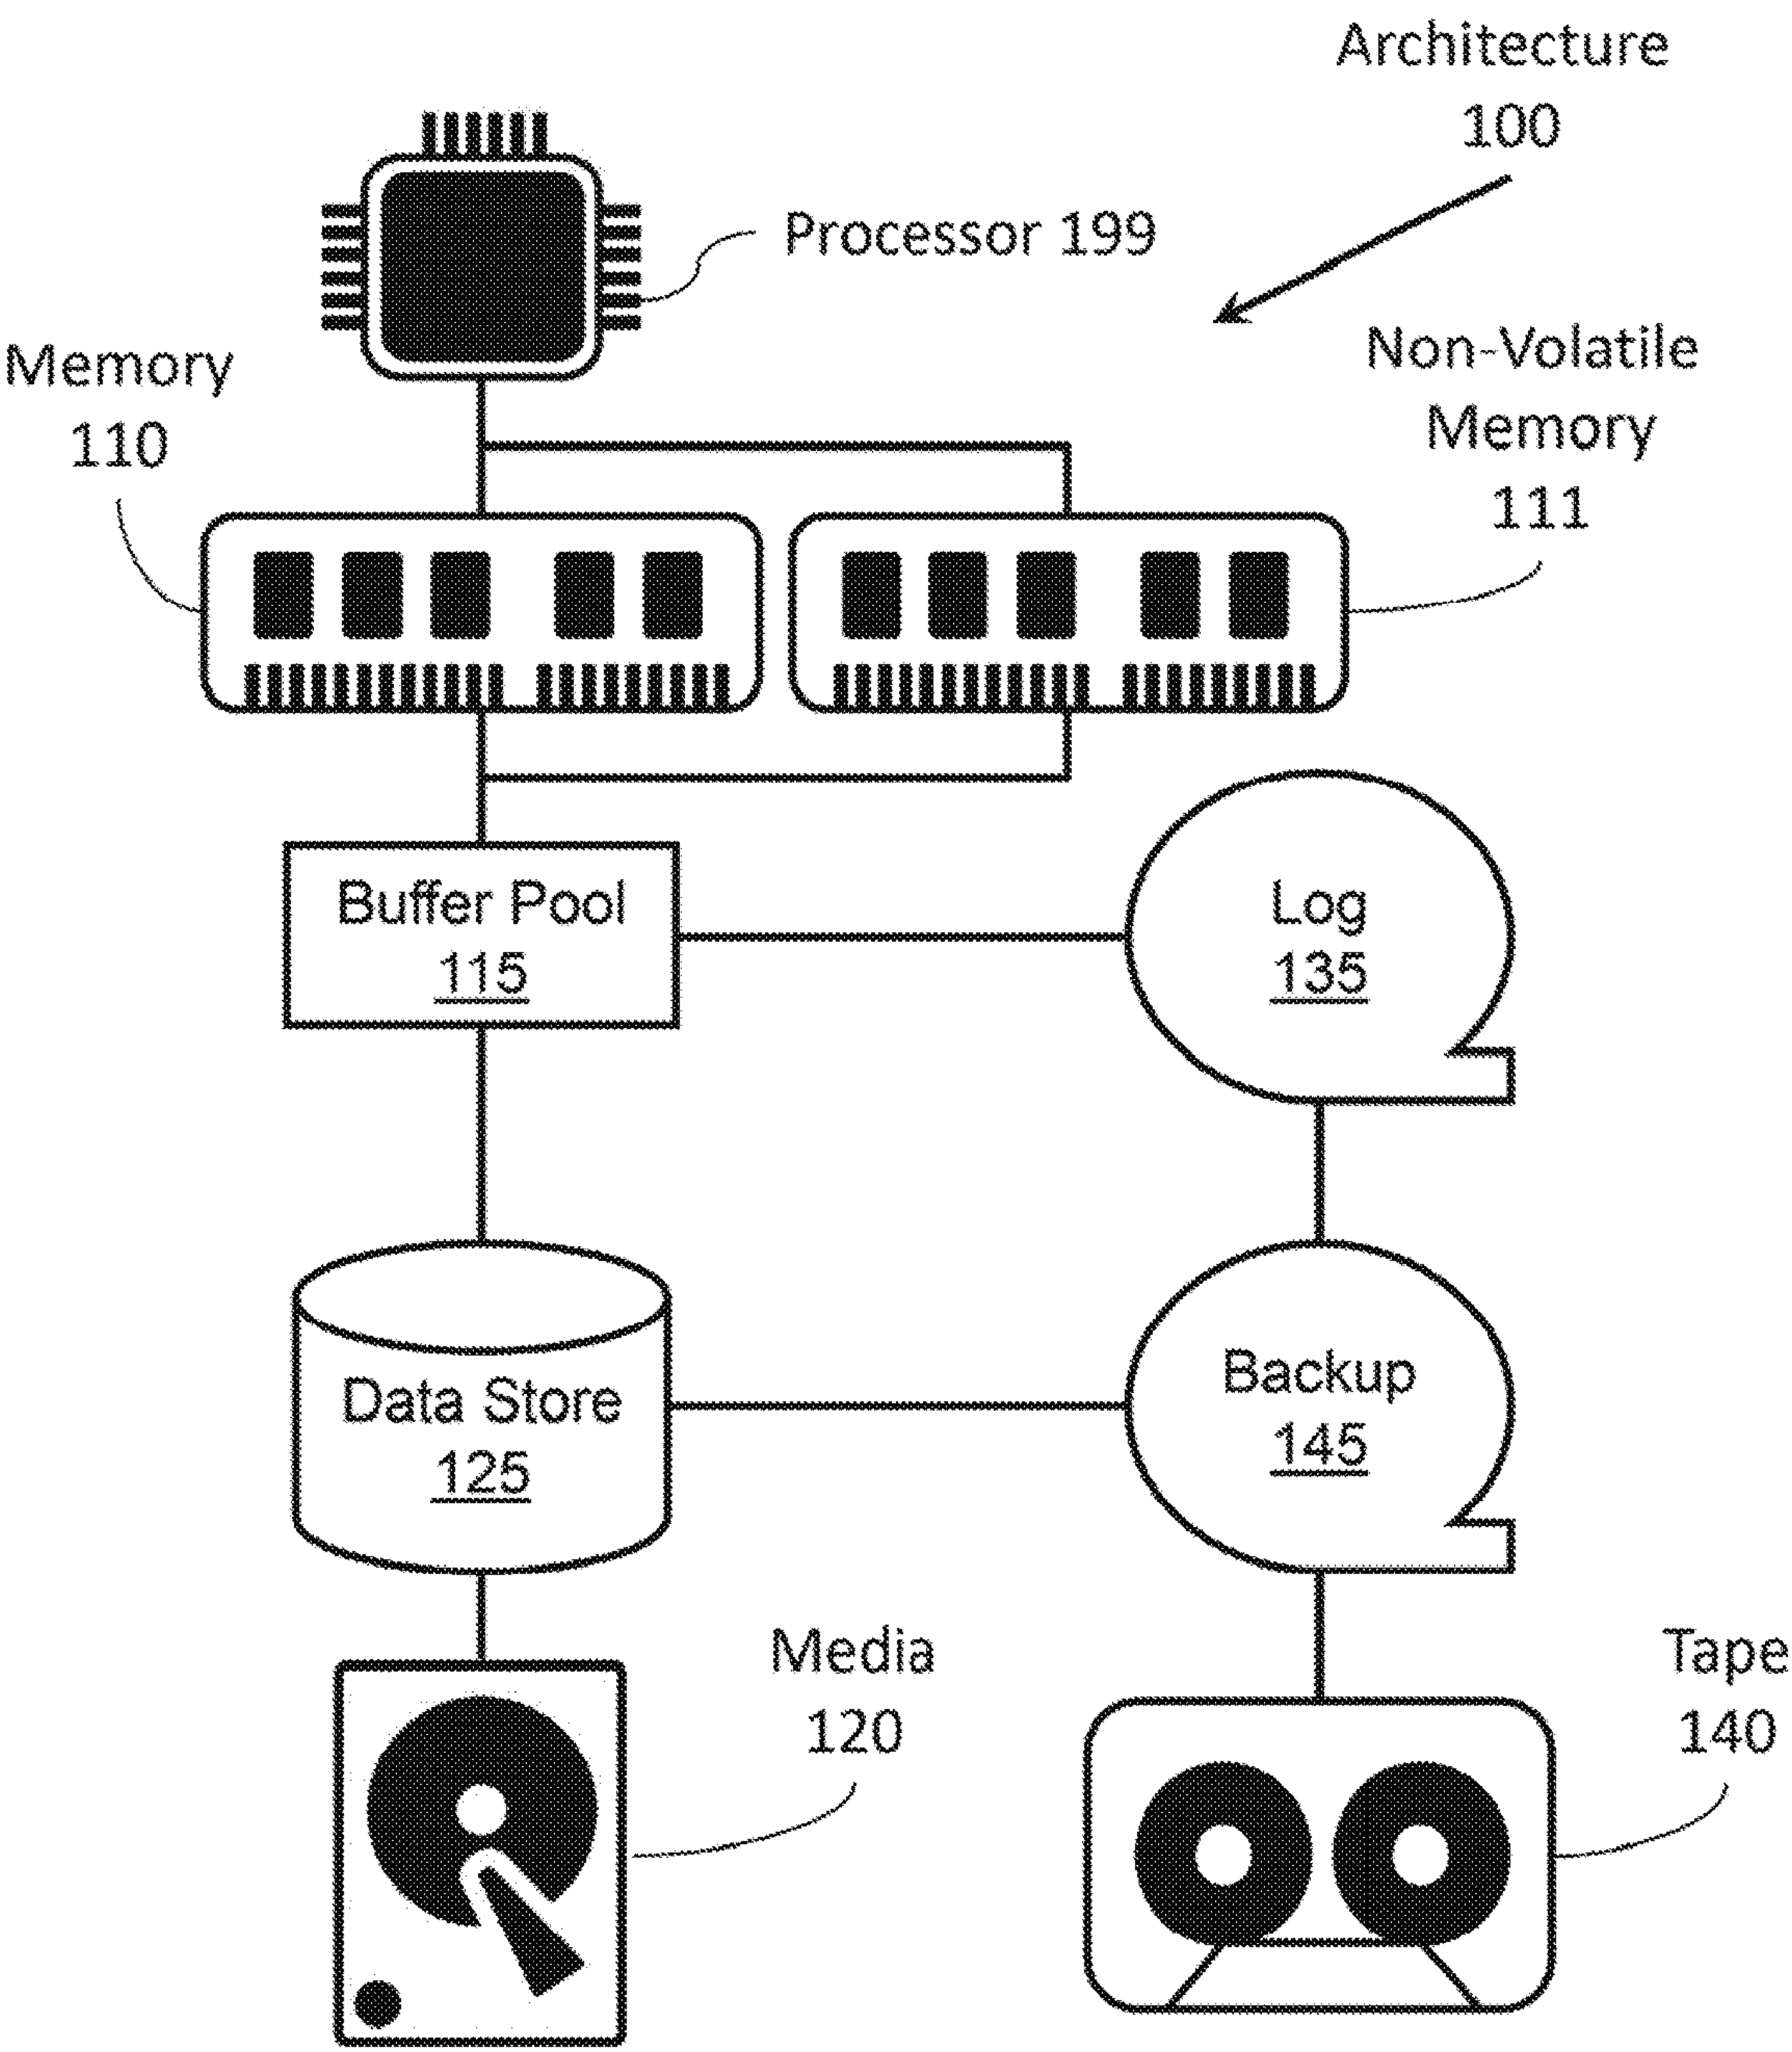 Architecture
100
Processor 199
Memory
110
Non-Volatile
Memory
111
Buffer Pool
115
Log
135
Data Store
125
Backup
145
Media
120
Tape
140